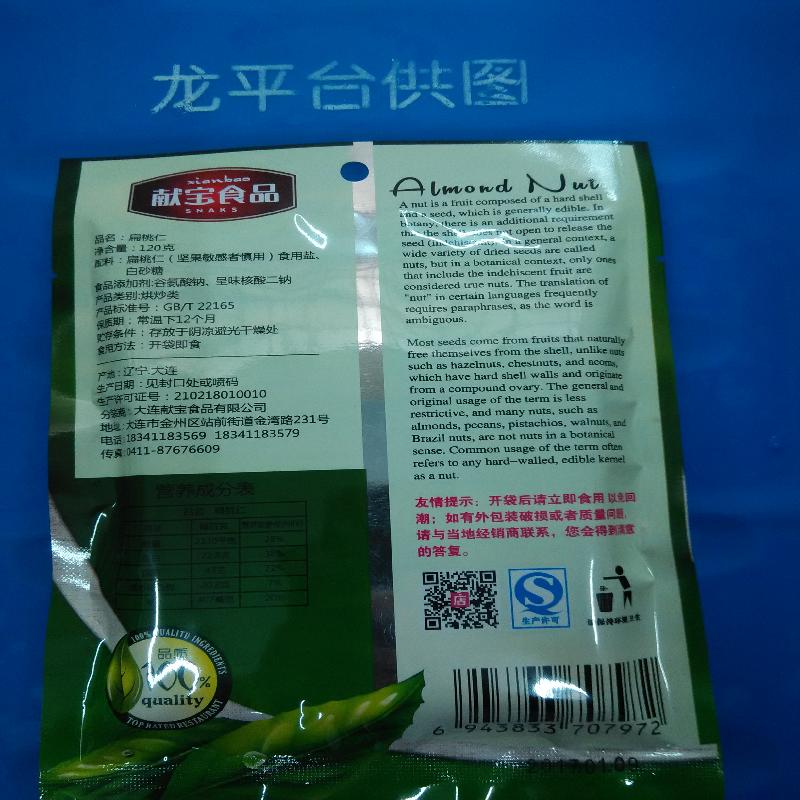 龙平台供图
xianbao
献宝食品
SNAKS
品名：扁桃仁
净含量：120克
配料：扁桃仁（坚果敏感者慎用）食用盐、
白砂糖
食品添加剂:谷氨酸钠、呈味核酸二钠
产品类别:烘炒类
产品标准号：GB/T 22165
保质期：常温下12个月
贮存条件：存放于阴凉避光干燥处
食用方法：开袋即食
产地:辽宁.大连
生产日期：见封口处或喷码
生产许可证号：210218010010
分装商:大连献宝食品有限公司
地址:大连市金州区站前街道金湾路231号
电话:18341183569 18341183579
传真:0411-87676609
营养成分表
28%
22%
7%
20%
100% QUALITU INGREDIENTS
品质
100%
quality
TOP RATED RESTAURANT
Almond Nut
A nut is a fruit composed of a hard shell
and a seed, which is generally edible. In
botany, there is an additional requirement
that the shell does not open to release the
seed (indehiscent). In a general context, a
wide variety of dried seeds are called
nuts, but in a botanical context, only ones
that include the indehiscent fruit are
considered true nuts. The translation of
"nut" in certain languages frequently
requires paraphrases, as the word is
ambiguous.
Most seeds come from fruits that naturally
free themselves from the shell, unlike nuts
such as hazelnuts, chestnuts, and acorns,
which have hard shell walls and originate
from a compound ovary. The general and
original usage of the term is less
restrictive, and many nuts, such as
almonds, pecans, pistachios, walnuts, and
Brazil nuts, are not nuts in a botanical
sense. Common usage of the term often
refers to any hard-walled, edible kernel
as a nut.
友情提示：开袋后请立即食用 以免回
潮；如有外包装破损或者质量问题,
请与当地经销商联系，您会得到满意
的答复。
店
生产许可
6 943833 707972
2017.01.09